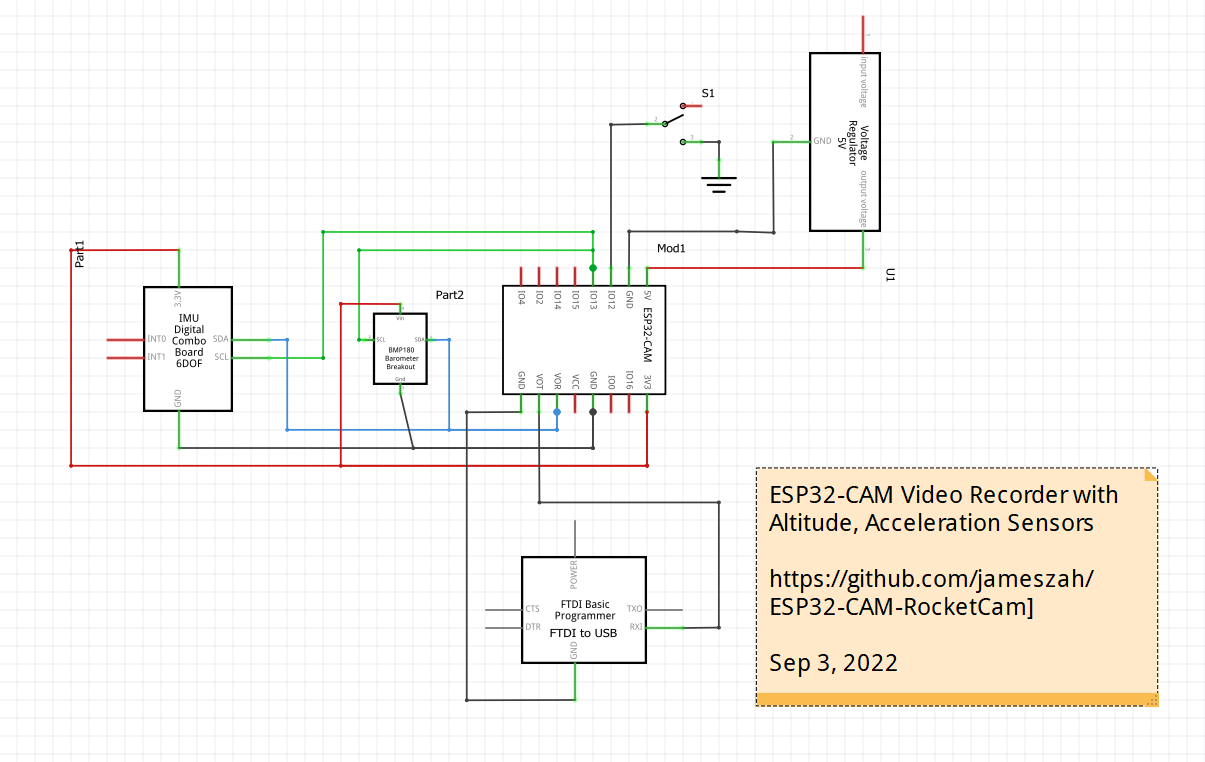 S1
2
3
1
input voltage
Voltage
Regulator
5V
2
GND
output voltage
3
U1
Part1
3.3V
IMU
Digital
Combo
Board
6DOF
INT0
INT1
SDA
SCL
GND
Part2
Vin
SCL
SDA
BMP180
Barometer
Breakout
Gnd
Mod1
IO4
IO2
IO14
IO15
IO13
IO12
GND
5V
ESP32-CAM
GND
VOT
VOR
VCC
GND
IO0
IO16
3V3
POWER
CTS
DTR
FTDI Basic
Programmer
FTDI to USB
TXO
RXI
GND
ESP32-CAM Video Recorder with
Altitude, Acceleration Sensors
https://github.com/jameszah/
ESP32-CAM-RocketCam]
Sep 3, 2022